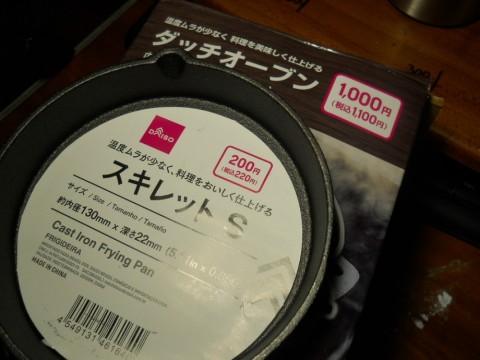 温度ムラが少なく 料理を美味しく仕上げる
ダッチオーブン
1,000円
(税込1,100円)
DAISO
温度ムラが少なく、料理をおいしく仕上げる
200円
(税込220円)
スキレット S
サイズ / Size / Tamanho / Tamaño
約内径130mm × 深さ22mm
Cast Iron Frying Pan
FRIGIDEIRA
MADE IN CHINA
4 549131 4616
300